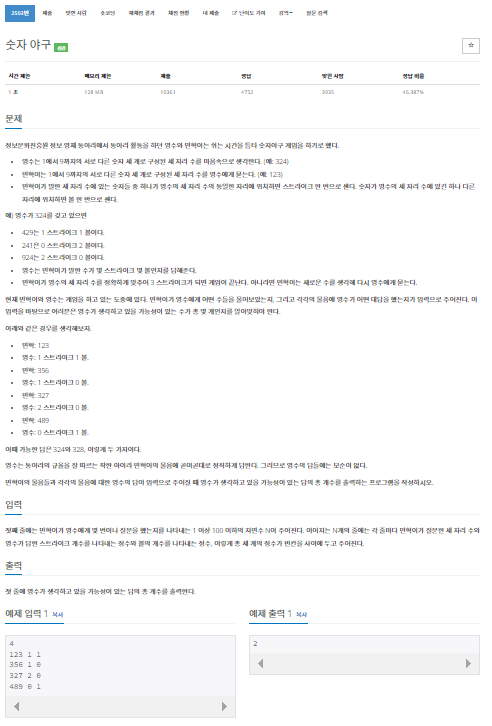 2503번 제출 맞힌 사람 숏코딩 재채점 결과 채점 현황 내 제출 난이도 기여 강의 질문 검색
숫자 야구 성공
시간 제한 메모리 제한 제출 정답 맞힌 사람 정답 비율
1 초 128 MB 10361 4752 3935 46.387%
문제
정보문화진흥원 정보 영재 동아리에서 동아리 활동을 하던 영수와 민혁이는 쉬는 시간을 틈타 숫자야구 게임을 하기로 했다.
영수는 1에서 9까지의 서로 다른 숫자 세 개로 구성된 세 자리 수를 마음속으로 생각한다. (예: 324)
민혁이는 1에서 9까지의 서로 다른 숫자 세 개로 구성된 세 자리 수를 영수에게 묻는다. (예: 123)
민혁이가 말한 세 자리 수에 있는 숫자들 중 하나가 영수의 세 자리 수의 동일한 자리에 위치하면 스트라이크 한 번으로 센다. 숫자가 영수의 세 자리 수에 있긴 하나 다른
자리에 위치하면 볼 한 번으로 센다.
예) 영수가 324를 갖고 있으면
429는 1 스트라이크 1 볼이다.
241은 0 스트라이크 2 볼이다.
924는 2 스트라이크 0 볼이다.
영수는 민혁이가 말한 수가 몇 스트라이크 몇 볼인지를 답해준다.
민혁이가 영수의 세 자리 수를 정확하게 맞추어 3 스트라이크가 되면 게임이 끝난다. 아니라면 민혁이는 새로운 수를 생각해 다시 영수에게 묻는다.
현재 민혁이와 영수는 게임을 하고 있는 도중에 있다. 민혁이가 영수에게 어떤 수들을 물어보았는지, 그리고 각각의 물음에 영수가 어떤 대답을 했는지가 입력으로 주어진다. 이
입력을 바탕으로 여러분은 영수가 생각하고 있을 가능성이 있는 수가 총 몇 개인지를 알아맞혀야 한다.
아래와 같은 경우를 생각해보자.
민혁: 123
영수: 1 스트라이크 1 볼.
민혁: 356
영수: 1 스트라이크 0 볼.
민혁: 327
영수: 2 스트라이크 0 볼.
민혁: 489
영수: 0 스트라이크 1 볼.
이때 가능한 답은 324와 328, 이렇게 두 가지이다.
영수는 동아리의 규율을 잘 따르는 착한 아이라 민혁이의 물음에 곧이곧대로 정직하게 답한다. 그러므로 영수의 답들에는 모순이 없다.
민혁이의 물음들과 각각의 물음에 대한 영수의 답이 입력으로 주어질 때 영수가 생각하고 있을 가능성이 있는 답의 총 개수를 출력하는 프로그램을 작성하시오.
입력
첫째 줄에는 민혁이가 영수에게 몇 번이나 질문을 했는지를 나타내는 1 이상 100 이하의 자연수 N이 주어진다. 이어지는 N개의 줄에는 각 줄마다 민혁이가 질문한 세 자리 수와
영수가 답한 스트라이크 개수를 나타내는 정수와 볼의 개수를 나타내는 정수, 이렇게 총 세 개의 정수가 빈칸을 사이에 두고 주어진다.
출력
첫 줄에 영수가 생각하고 있을 가능성이 있는 답의 총 개수를 출력한다.
예제 입력 1 복사
4
123 1 1
356 1 0
327 2 0
489 0 1
예제 출력 1 복사
2